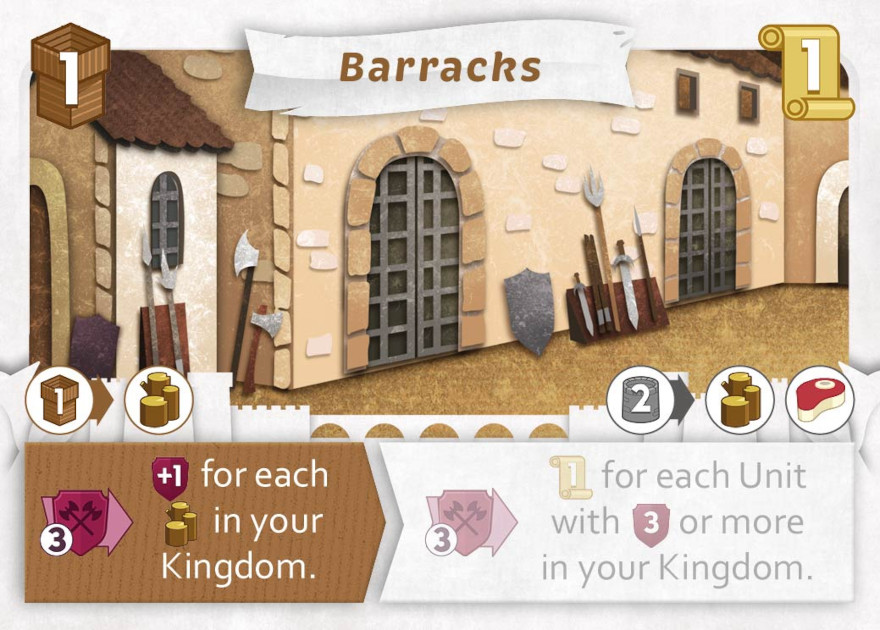 Barracks
1
1
1
2
3
+1 for each
in your
Kingdom.
3
1 for each Unit
with 3 or more
in your Kingdom.